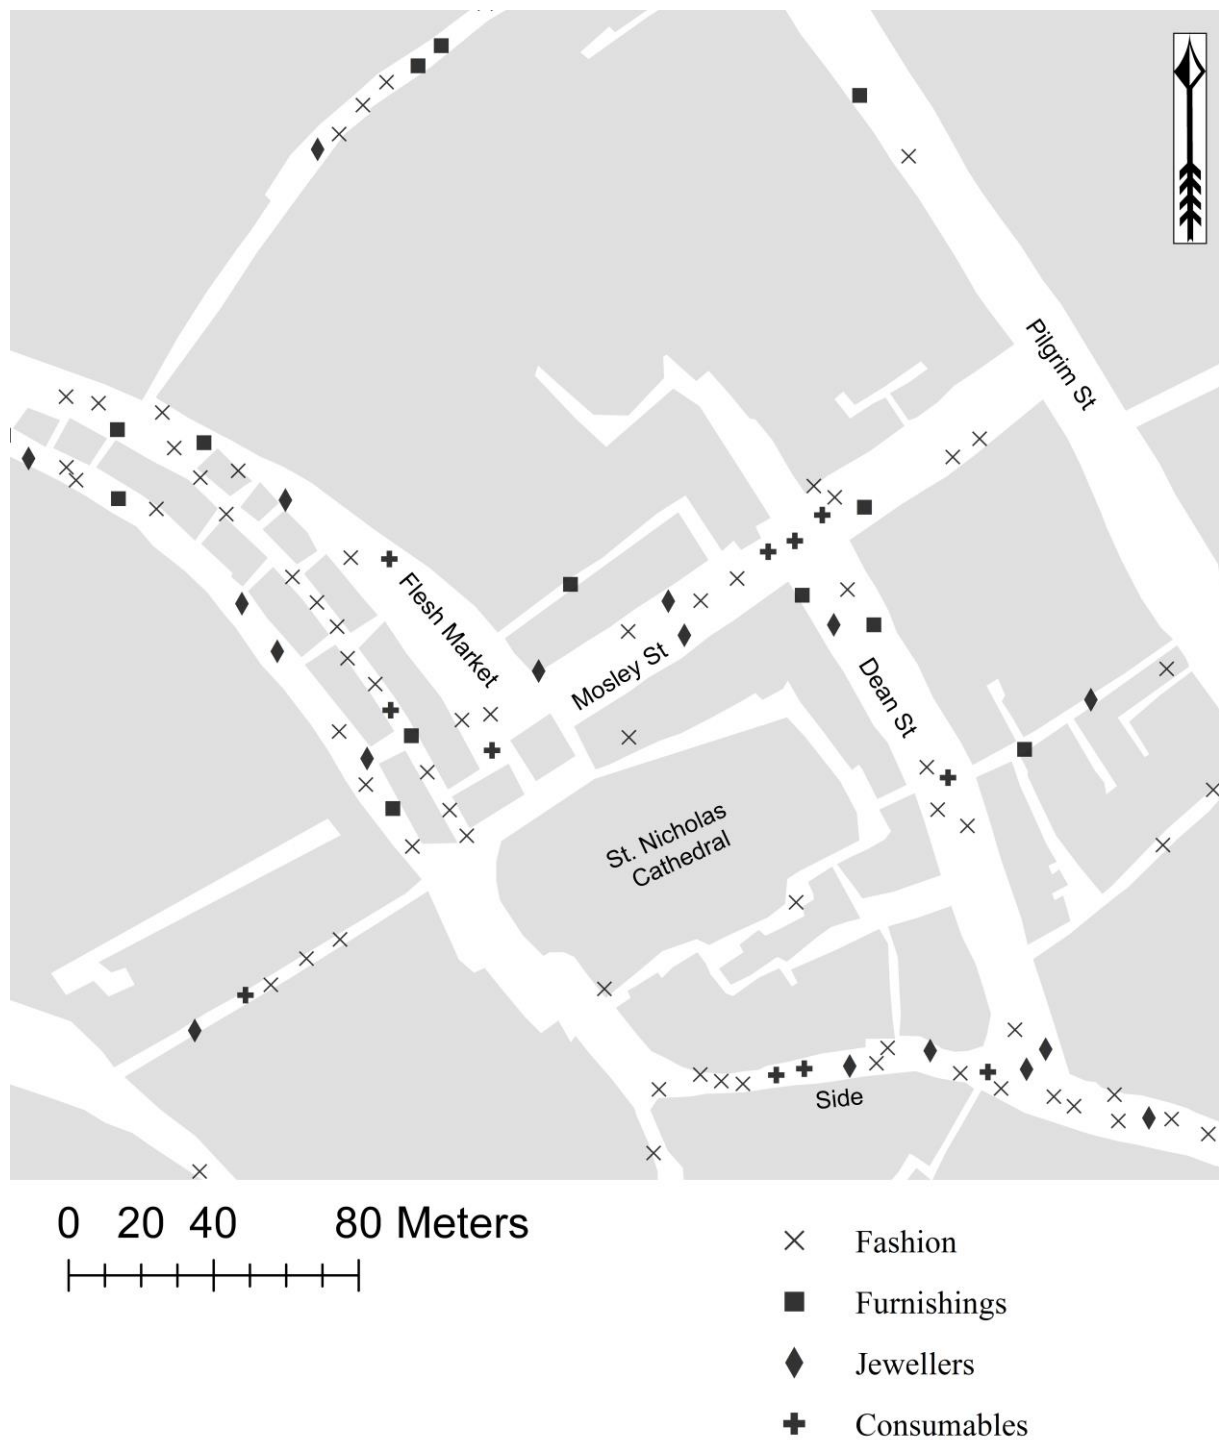 Pilgrim St
Flesh Market
Mosley St
Dean St
St. Nicholas
Cathedral
Side
0 20 40 80 Meters
Fashion
Furnishings
Jewellers
Consumables